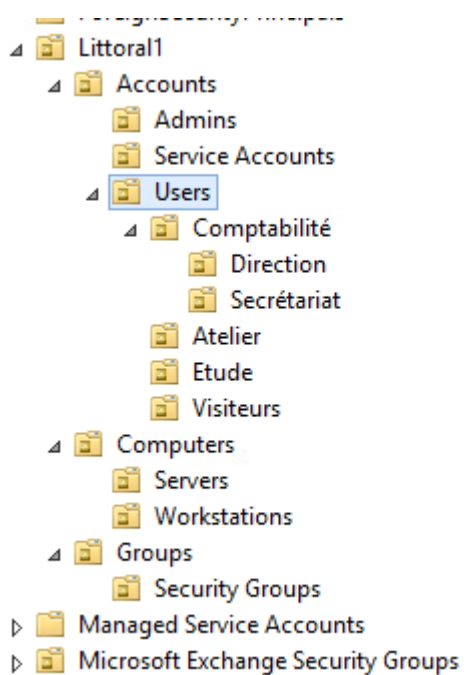 ForeignSecurityPrincipals
Littoral1
Accounts
Admins
Service Accounts
Users
Comptabilité
Direction
Secrétariat
Atelier
Etude
Visiteurs
Computers
Servers
Workstations
Groups
Security Groups
Managed Service Accounts
Microsoft Exchange Security Groups